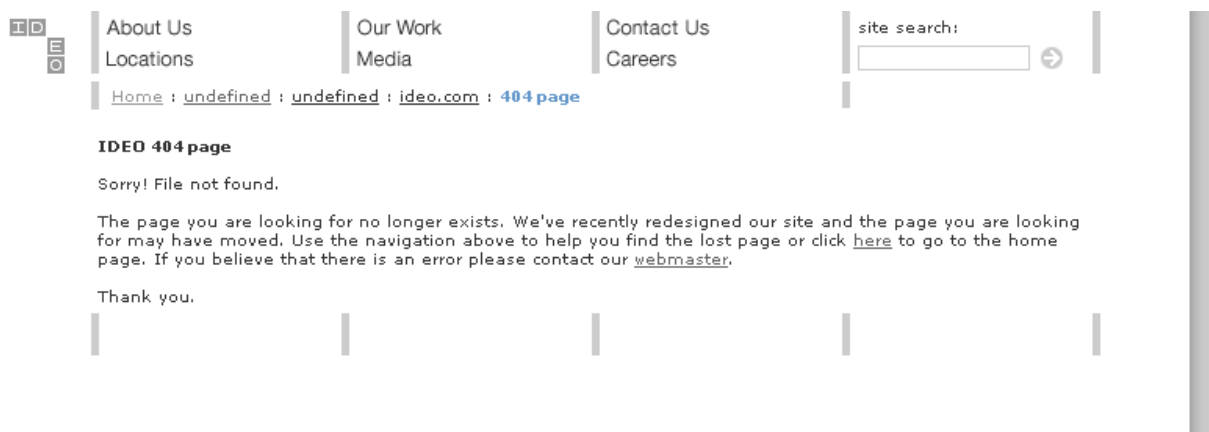 IDEO
About Us Our Work Contact Us site search:
Locations Media Careers
Home : undefined : undefined : ideo.com : 404 page
IDEO 404 page
Sorry! File not found.
The page you are looking for no longer exists. We've recently redesigned our site and the page you are looking
for may have moved. Use the navigation above to help you find the lost page or click here to go to the home
page. If you believe that there is an error please contact our webmaster.
Thank you.